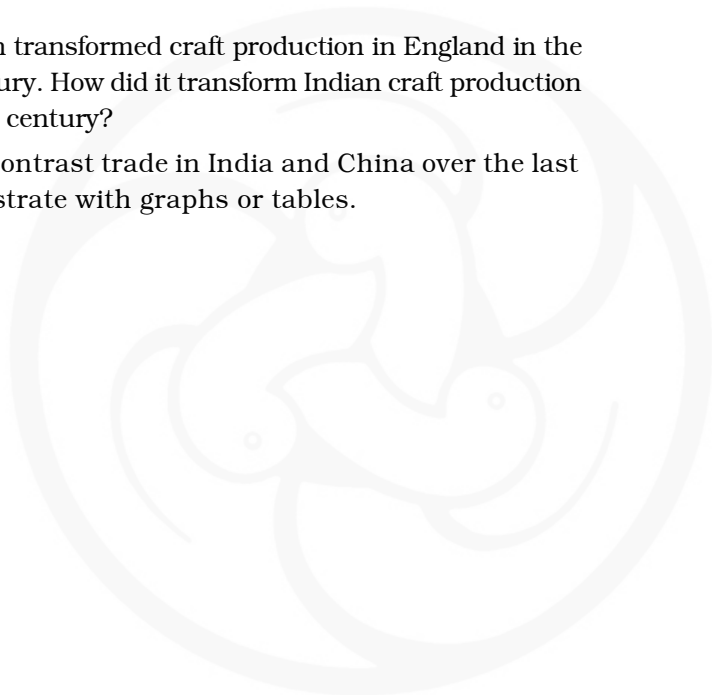 transformed craft production in England in the
ury. How did it transform Indian craft production
century?
ontrast trade in India and China over the last
strate with graphs or tables.